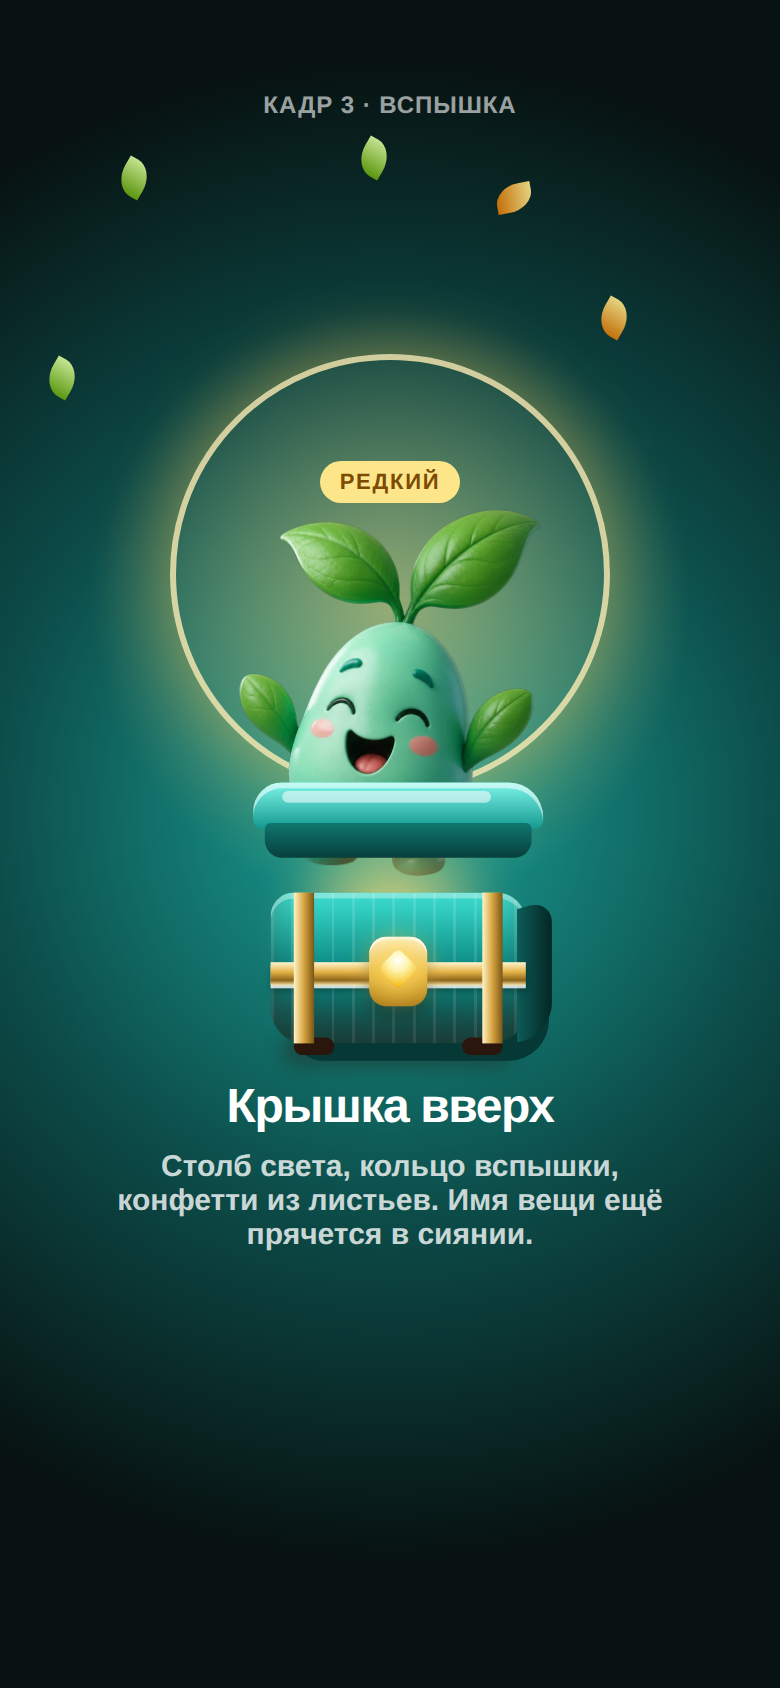 КАДР 3 · ВСПЫШКА
РЕДКИЙ
Крышка вверх
Столб света, кольцо вспышки,
конфетти из листьев. Имя вещи ещё
прячется в сиянии.